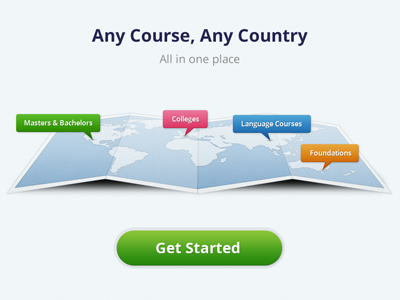 Any Course, Any Country
All in one place
Masters & Bachelors
Colleges
Language Courses
Foundations
Get Started